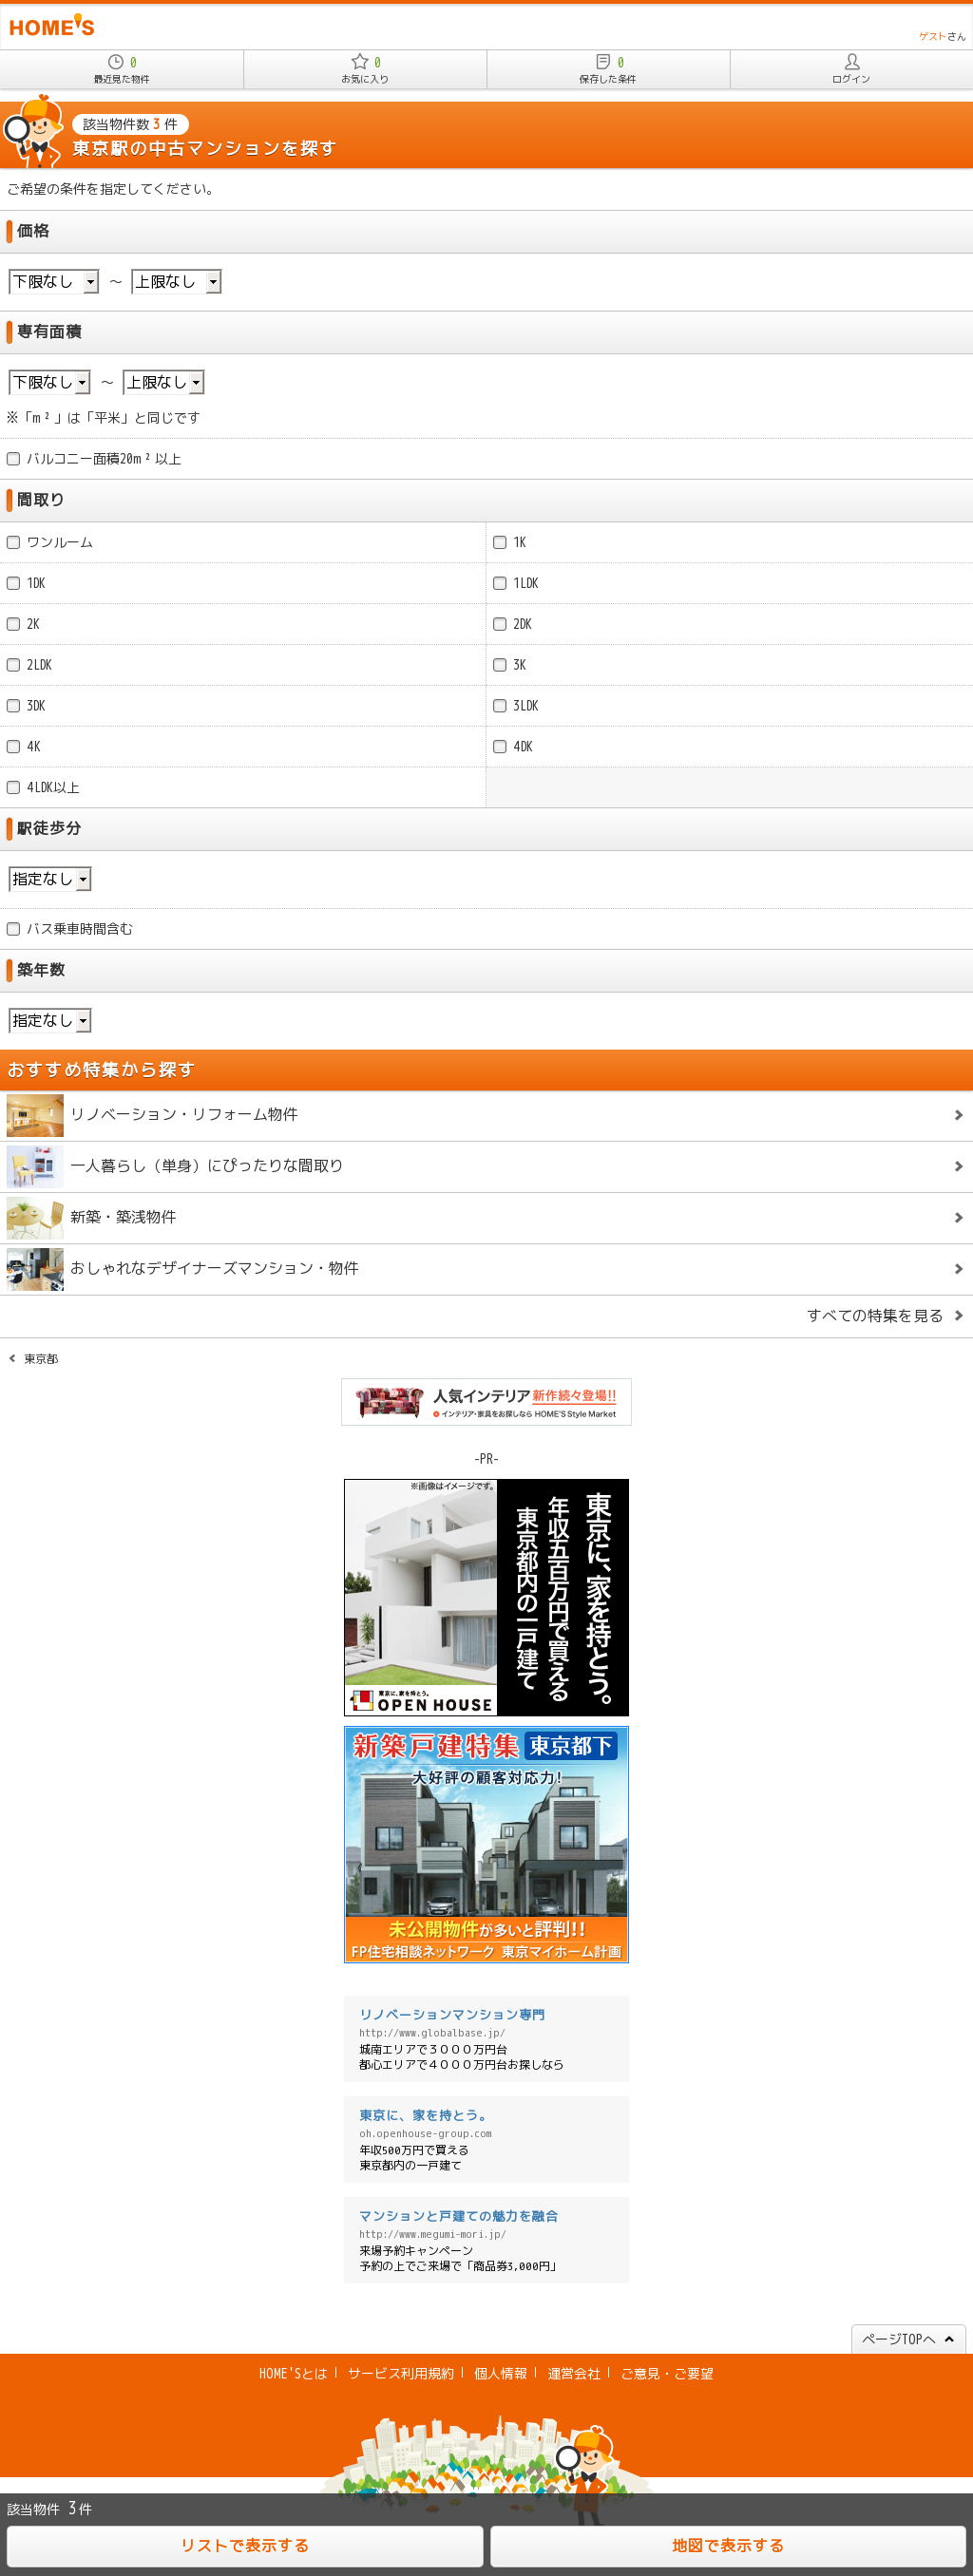 HOME'S
ゲストさん
0
最近見た物件
0
お気に入り
0
保存した条件
ログイン
該当物件数 3 件
東京駅の中古マンションを探す
ご希望の条件を指定してください。
価格
下限なし ～ 上限なし
専有面積
下限なし ～ 上限なし
※「m²」は「平米」と同じです
バルコニー面積20m²以上
間取り
ワンルーム
1K
1DK
1LDK
2K
2DK
2LDK
3K
3DK
3LDK
4K
4DK
4LDK以上
駅徒歩分
指定なし
バス乗車時間含む
築年数
指定なし
おすすめ特集から探す
リノベーション・リフォーム物件
一人暮らし（単身）にぴったりな間取り
新築・築浅物件
おしゃれなデザイナーズマンション・物件
すべての特集を見る
東京都
人気インテリア新作続々登場!!
インテリア・家具をお探しなら HOME'S Style Market
-PR-
※画像はイメージです。
東京に、家を持とう。
年収五百万円で買える
東京都内の一戸建て
東京に、家を持とう。
OPEN HOUSE
新築戸建特集 東京都下
大好評の顧客対応力!
未公開物件が多いと評判!!
FP住宅相談ネットワーク 東京マイホーム計画
リノベーションマンション専門
http://www.globalbase.jp/
城南エリアで３０００万円台
都心エリアで４０００万円台お探しなら
東京に、家を持とう。
oh.openhouse-group.com
年収500万円で買える
東京都内の一戸建て
マンションと戸建ての魅力を融合
http://www.megumi-mori.jp/
来場予約キャンペーン
予約の上でご来場で「商品券3,000円」
ページTOPへ
HOME'Sとは | サービス利用規約 | 個人情報 | 運営会社 | ご意見・ご要望
該当物件 3件
リストで表示する
地図で表示する